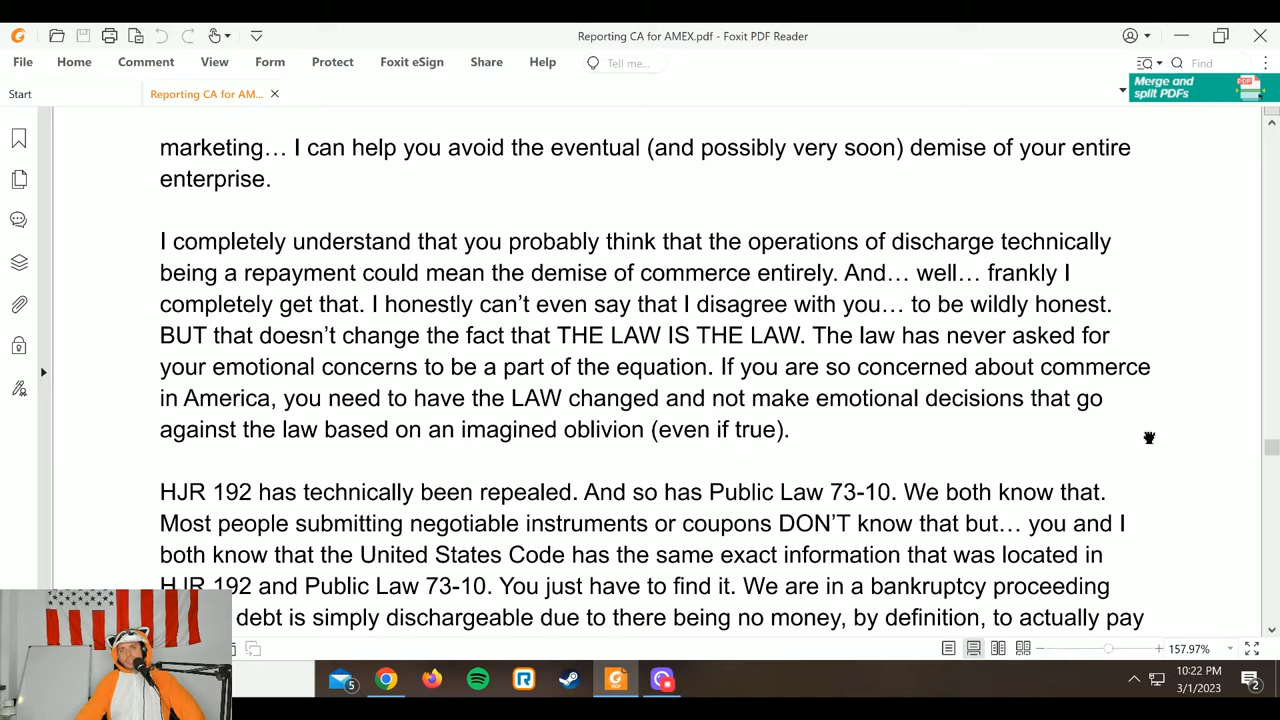 Reporting CA for AMEX.pdf - Foxit PDF Reader
File Home Comment View Form Protect Foxit eSign Share Help Tell me... Find
Start Reporting CA for AM...
Merge and
split PDFs
PDF
marketing… I can help you avoid the eventual (and possibly very soon) demise of your entire
enterprise.
I completely understand that you probably think that the operations of discharge technically
being a repayment could mean the demise of commerce entirely. And… well… frankly I
completely get that. I honestly can’t even say that I disagree with you… to be wildly honest.
BUT that doesn’t change the fact that THE LAW IS THE LAW. The law has never asked for
your emotional concerns to be a part of the equation. If you are so concerned about commerce
in America, you need to have the LAW changed and not make emotional decisions that go
against the law based on an imagined oblivion (even if true).
HJR 192 has technically been repealed. And so has Public Law 73-10. We both know that.
Most people submitting negotiable instruments or coupons DON’T know that but… you and I
both know that the United States Code has the same exact information that was located in
HJR 192 and Public Law 73-10. You just have to find it. We are in a bankruptcy proceeding
debt is simply dischargeable due to there being no money, by definition, to actually pay
157.97%
5
R
PDF
10:22 PM
3/1/2023
2